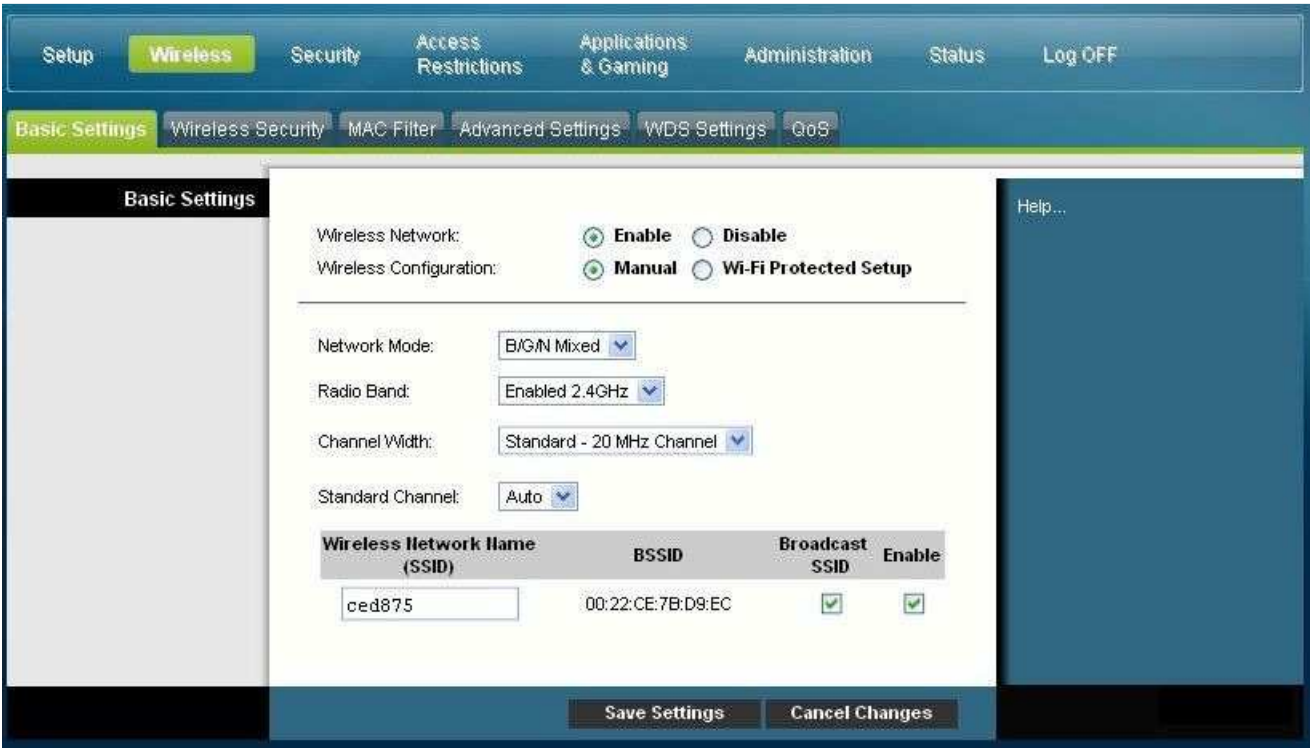 Setup Wireless Security Access Restrictions Applications & Gaming Administration Status Log OFF
Basic Settings Wireless Security MAC Filter Advanced Settings WDS Settings QoS
Basic Settings
Help...
Wireless Network: Enable Disable
Wireless Configuration: Manual Wi-Fi Protected Setup
Network Mode: B/G/N Mixed
Radio Band: Enabled 2.4GHz
Channel Width: Standard - 20 MHz Channel
Standard Channel: Auto
Wireless Network Name (SSID) BSSID Broadcast SSID Enable
ced875 00:22:CE:7B:D9:EC
Save Settings Cancel Changes